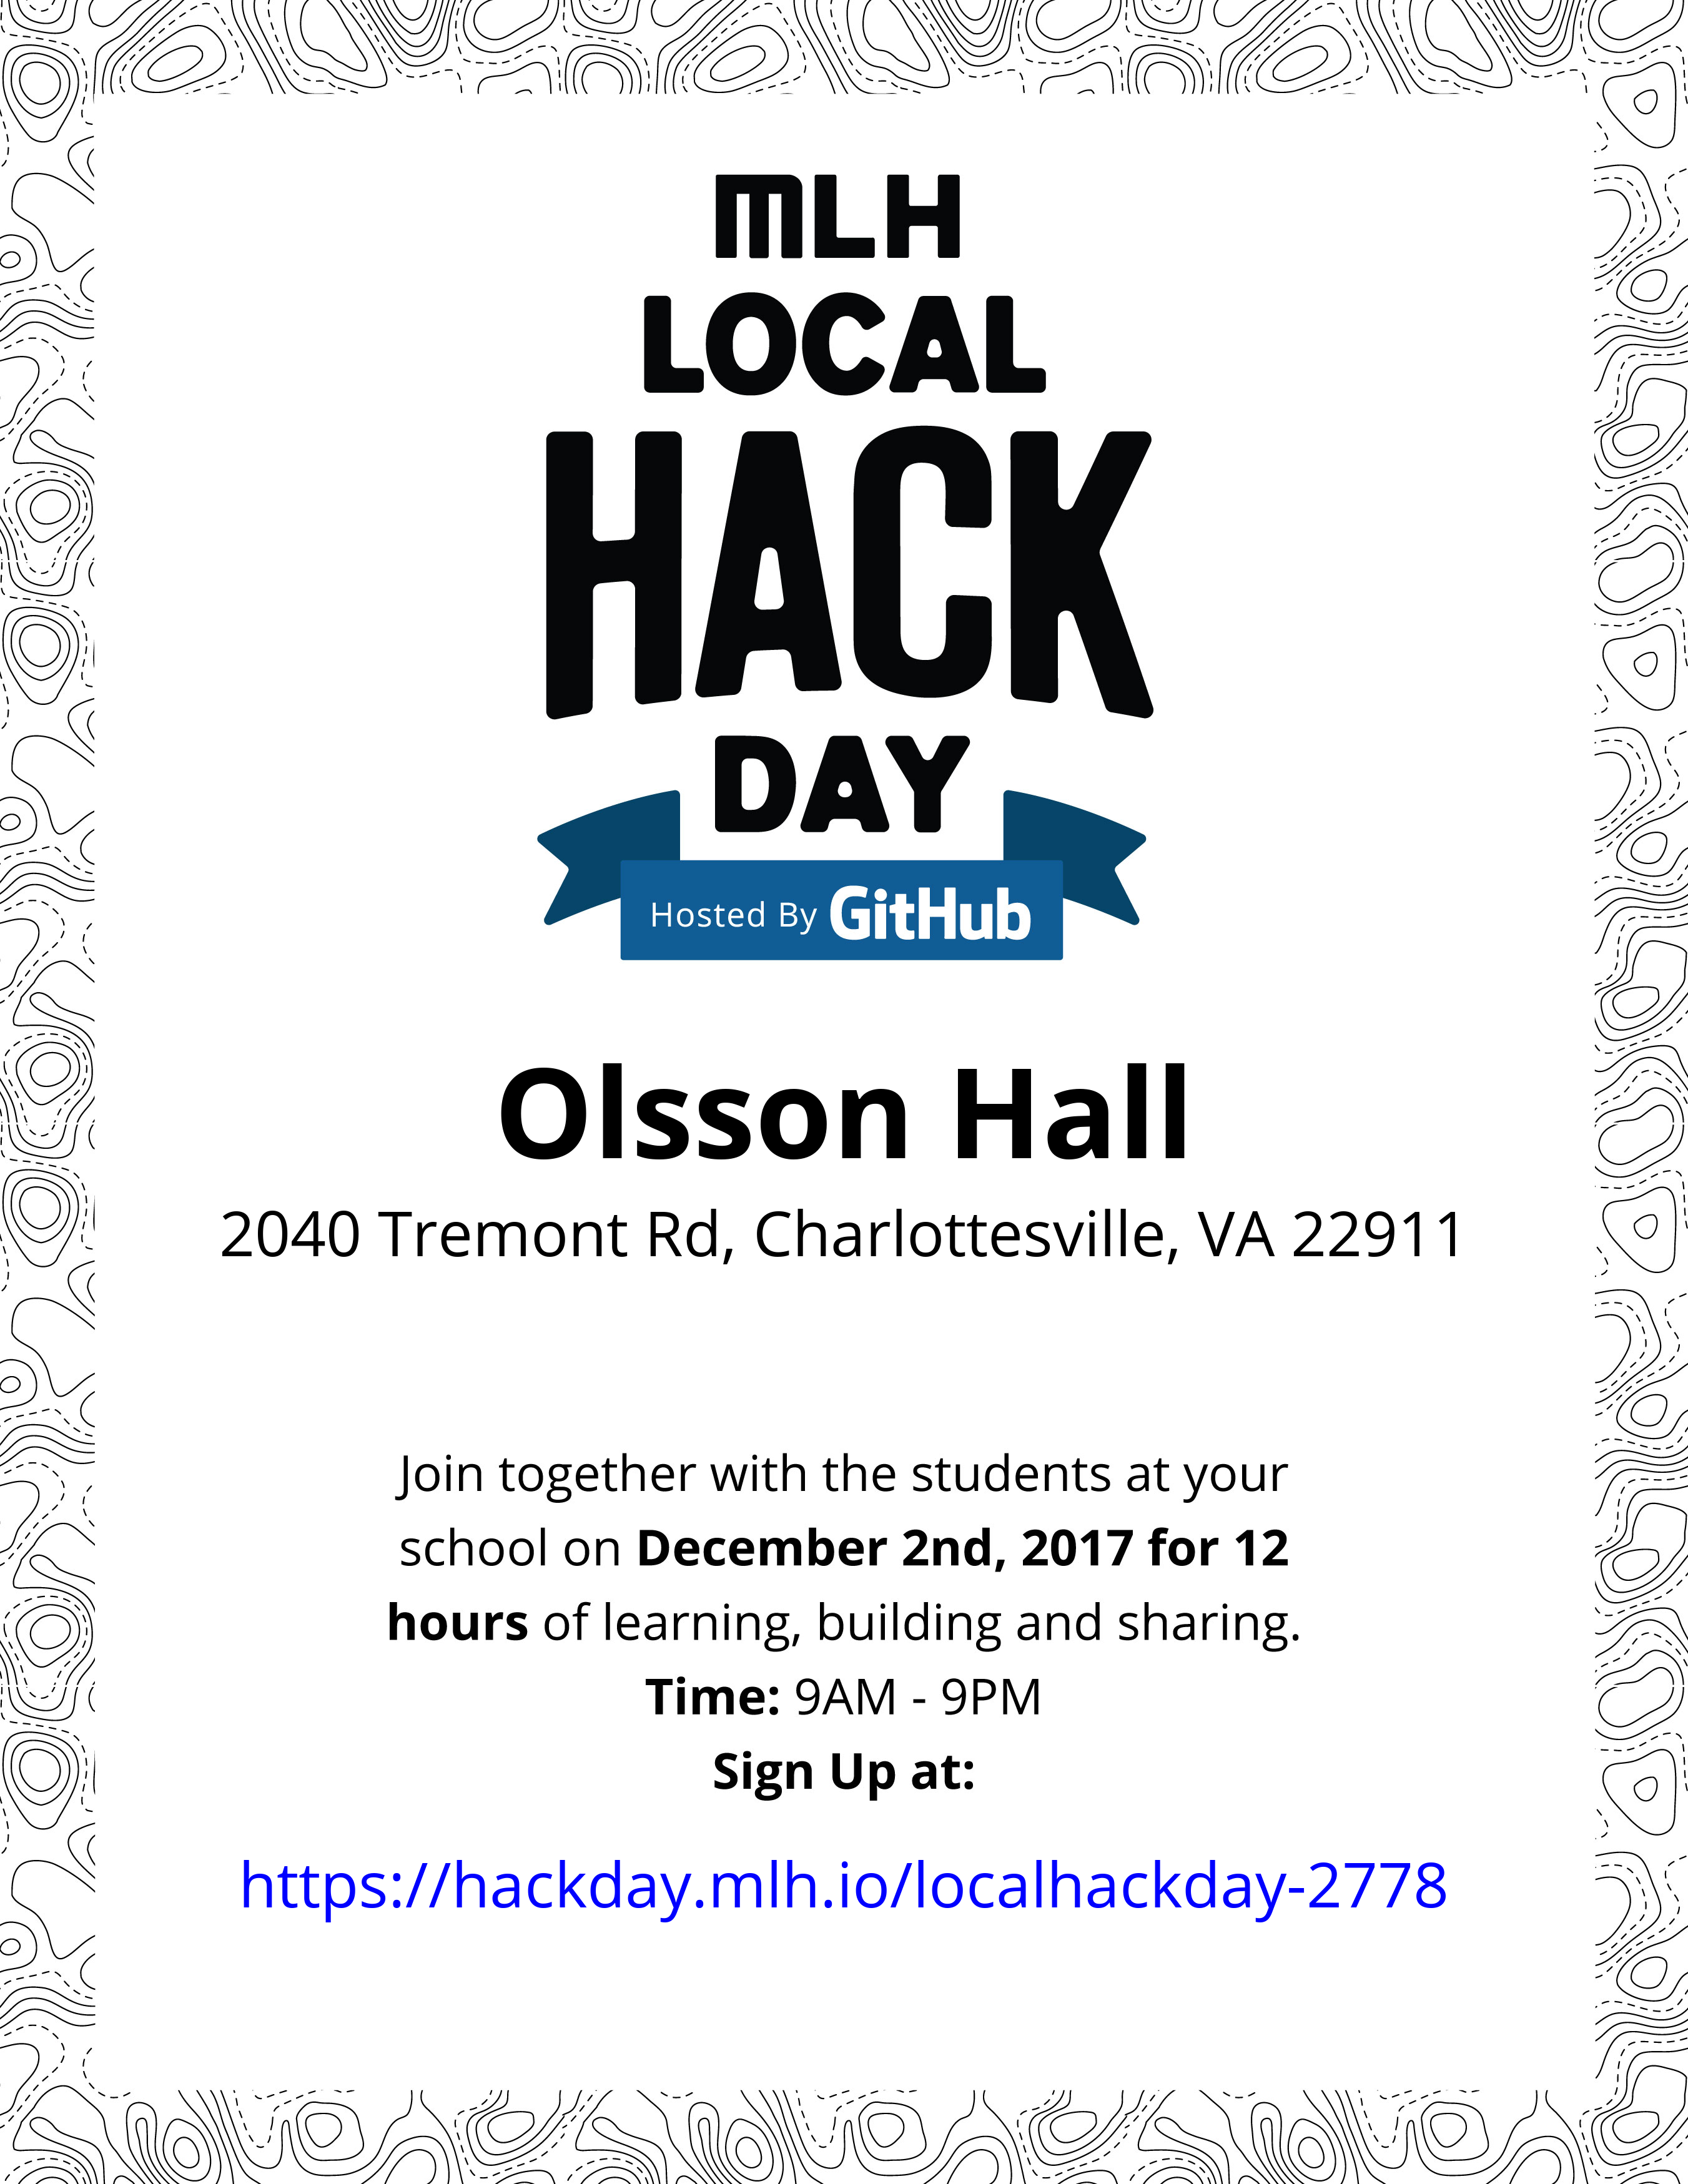 MLH
LOCAL
HACK
DAY
Hosted By GitHub
Olsson Hall
2040 Tremont Rd, Charlottesville, VA 22911
Join together with the students at your
school on December 2nd, 2017 for 12
hours of learning, building and sharing.
Time: 9AM - 9PM
Sign Up at:
https://hackday.mlh.io/localhackday-2778